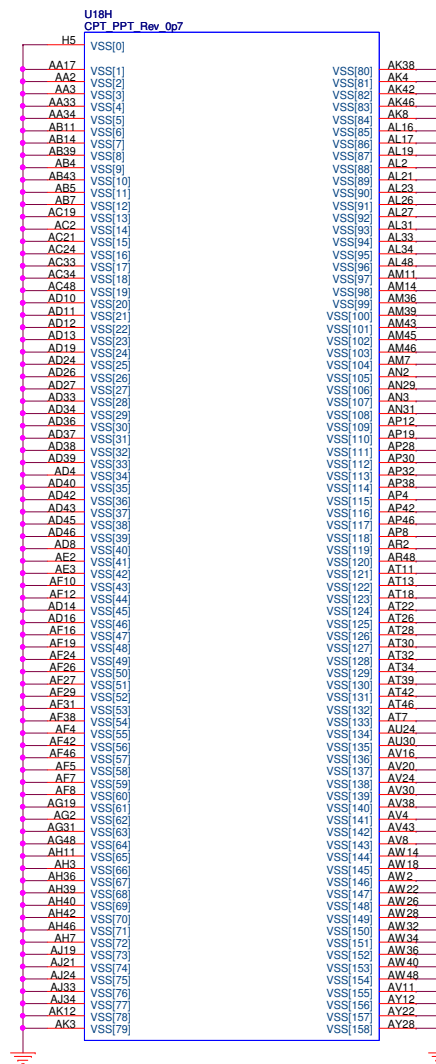 U18H
CPT_PPT_Rev_0p7
H5 VSS[0]
AA17 VSS[1] VSS[80] AK38
AA2 VSS[2] VSS[81] AK4
AA3 VSS[3] VSS[82] AK42
AA33 VSS[4] VSS[83] AK46
AA34 VSS[5] VSS[84] AK8
AB11 VSS[6] VSS[85] AL16
AB14 VSS[7] VSS[86] AL17
AB39 VSS[8] VSS[87] AL19
AB4 VSS[9] VSS[88] AL2
AB43 VSS[10] VSS[89] AL21
AB5 VSS[11] VSS[90] AL23
AB7 VSS[12] VSS[91] AL26
AC19 VSS[13] VSS[92] AL27
AC2 VSS[14] VSS[93] AL31
AC21 VSS[15] VSS[94] AL33
AC24 VSS[16] VSS[95] AL34
AC33 VSS[17] VSS[96] AL48
AC34 VSS[18] VSS[97] AM11
AC48 VSS[19] VSS[98] AM14
AD10 VSS[20] VSS[99] AM36
AD11 VSS[21] VSS[100] AM39
AD12 VSS[22] VSS[101] AM43
AD13 VSS[23] VSS[102] AM45
AD19 VSS[24] VSS[103] AM46
AD24 VSS[25] VSS[104] AM7
AD26 VSS[26] VSS[105] AN2
AD27 VSS[27] VSS[106] AN29
AD33 VSS[28] VSS[107] AN3
AD34 VSS[29] VSS[108] AN31
AD36 VSS[30] VSS[109] AP12
AD37 VSS[31] VSS[110] AP19
AD38 VSS[32] VSS[111] AP28
AD39 VSS[33] VSS[112] AP30
AD4 VSS[34] VSS[113] AP32
AD40 VSS[35] VSS[114] AP38
AD42 VSS[36] VSS[115] AP4
AD43 VSS[37] VSS[116] AP42
AD45 VSS[38] VSS[117] AP46
AD46 VSS[39] VSS[118] AP8
AD8 VSS[40] VSS[119] AR2
AE2 VSS[41] VSS[120] AR48
AE3 VSS[42] VSS[121] AT11
AF10 VSS[43] VSS[122] AT13
AF12 VSS[44] VSS[123] AT18
AD14 VSS[45] VSS[124] AT22
AD16 VSS[46] VSS[125] AT26
AF16 VSS[47] VSS[126] AT28
AF19 VSS[48] VSS[127] AT30
AF24 VSS[49] VSS[128] AT32
AF26 VSS[50] VSS[129] AT34
AF27 VSS[51] VSS[130] AT39
AF29 VSS[52] VSS[131] AT42
AF31 VSS[53] VSS[132] AT46
AF38 VSS[54] VSS[133] AT7
AF4 VSS[55] VSS[134] AU24
AF42 VSS[56] VSS[135] AU30
AF46 VSS[57] VSS[136] AV16
AF5 VSS[58] VSS[137] AV20
AF7 VSS[59] VSS[138] AV24
AF8 VSS[60] VSS[139] AV30
AG19 VSS[61] VSS[140] AV38
AG2 VSS[62] VSS[141] AV4
AG31 VSS[63] VSS[142] AV43
AG48 VSS[64] VSS[143] AV8
AH11 VSS[65] VSS[144] AW14
AH3 VSS[66] VSS[145] AW18
AH36 VSS[67] VSS[146] AW2
AH39 VSS[68] VSS[147] AW22
AH40 VSS[69] VSS[148] AW26
AH42 VSS[70] VSS[149] AW28
AH46 VSS[71] VSS[150] AW32
AH7 VSS[72] VSS[151] AW34
AJ19 VSS[73] VSS[152] AW36
AJ21 VSS[74] VSS[153] AW40
AJ24 VSS[75] VSS[154] AW48
AJ33 VSS[76] VSS[155] AV11
AJ34 VSS[77] VSS[156] AY12
AK12 VSS[78] VSS[157] AY22
AK3 VSS[79] VSS[158] AY28